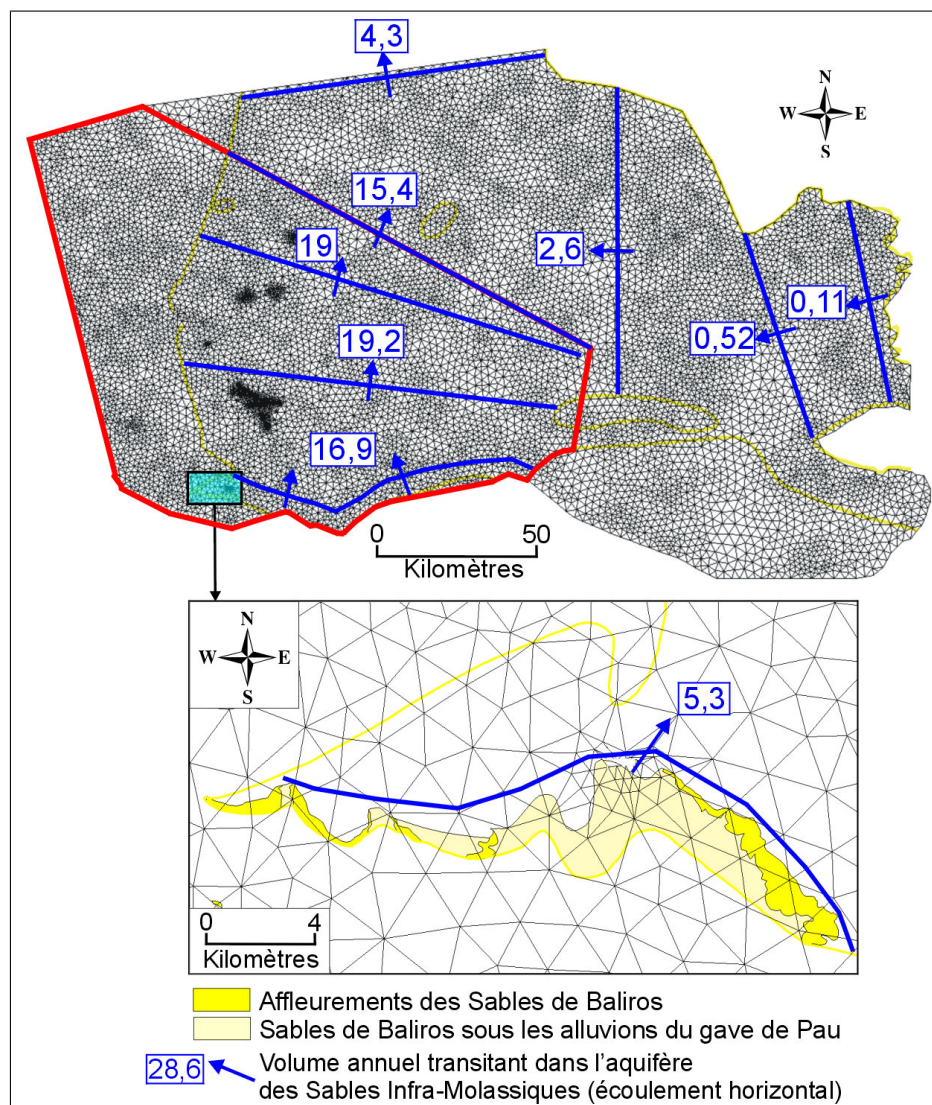 4,3
N
W E
S
15,4
19
2,6
0,11
0,52
19,2
16,9
0 50
Kilomètres
N
W E
S
5,3
0 4
Kilomètres
Affleurements des Sables de Baliros
Sables de Baliros sous les alluvions du gave de Pau
28,6
Volume annuel transitant dans l'aquifère
des Sables Infra-Molassiques (écoulement horizontal)